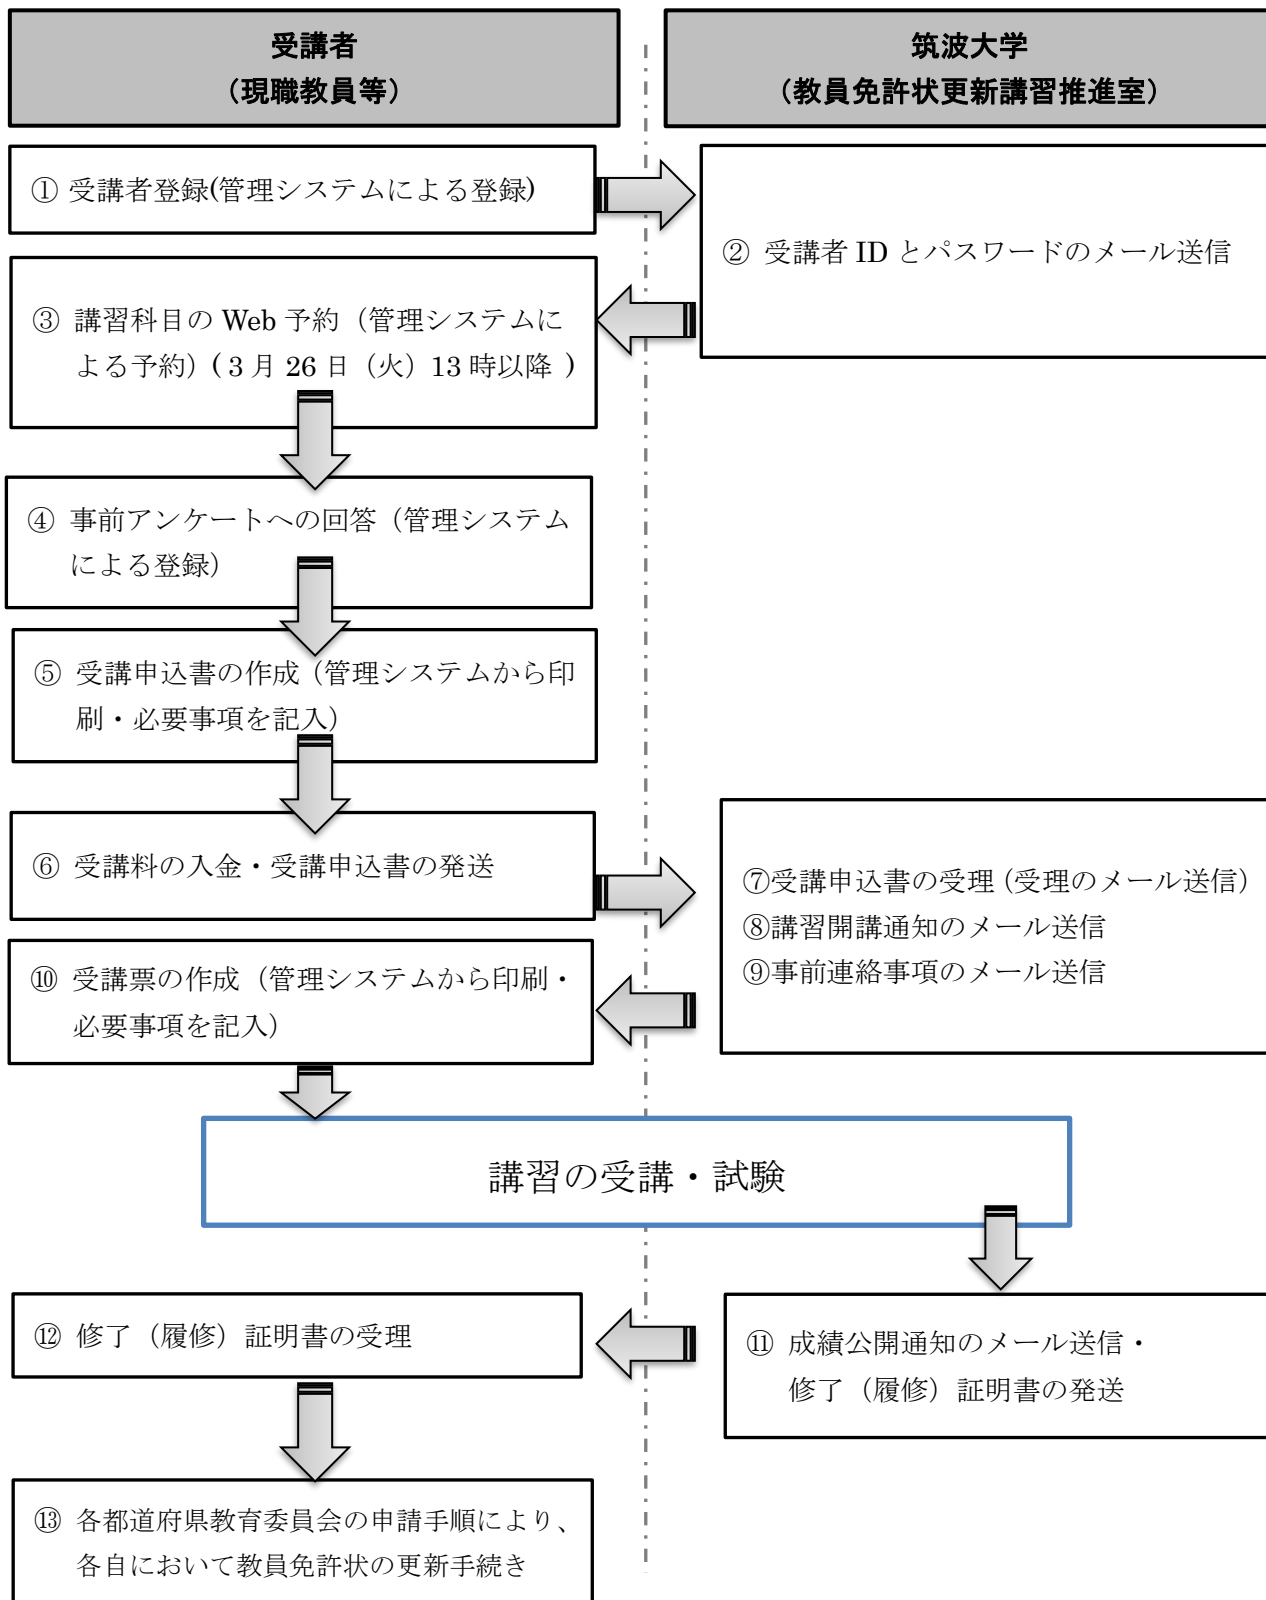 受講者
（現職教員等）
筑波大学
（教員免許状更新講習推進室）
① 受講者登録(管理システムによる登録)
② 受講者 ID とパスワードのメール送信
③ 講習科目の Web 予約（管理システムに
よる予約）( 3 月 26 日（火）13 時以降 )
④ 事前アンケートへの回答（管理システム
による登録）
⑤ 受講申込書の作成（管理システムから印
刷・必要事項を記入）
⑥ 受講料の入金・受講申込書の発送
⑦受講申込書の受理（受理のメール送信）
⑧講習開講通知のメール送信
⑨事前連絡事項のメール送信
⑩ 受講票の作成（管理システムから印刷・
必要事項を記入）
講習の受講・試験
⑪ 成績公開通知のメール送信・
修了（履修）証明書の発送
⑫ 修了（履修）証明書の受理
⑬ 各都道府県教育委員会の申請手順により、
各自において教員免許状の更新手続き